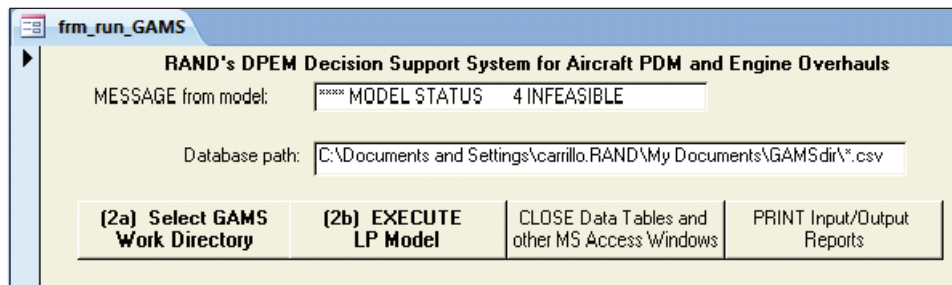 frm_run_GAMS
RAND's DPEM Decision Support System for Aircraft PDM and Engine Overhauls
MESSAGE from model: **** MODEL STATUS 4 INFEASIBLE
Database path: C:\Documents and Settings\carrillo.RAND\My Documents\GAMSdir\*.csv
(2a) Select GAMS
Work Directory
(2b) EXECUTE
LP Model
CLOSE Data Tables and
other MS Access Windows
PRINT Input/Output
Reports